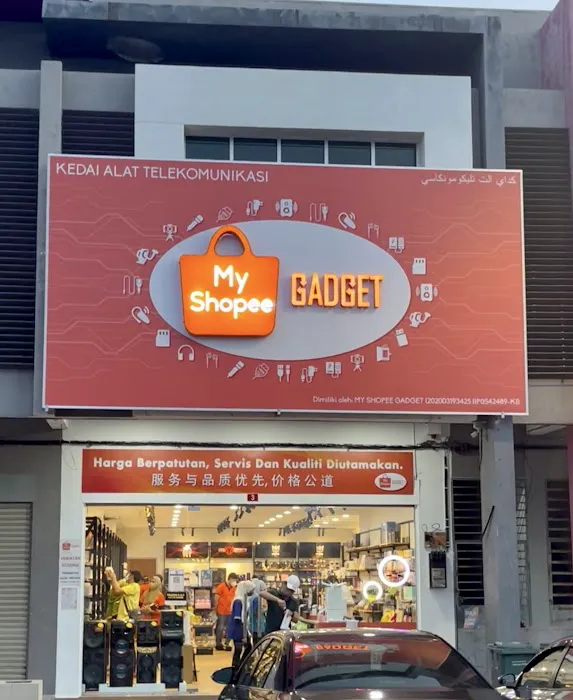 KEDAI ALAT TELEKOMUNIKASI
كداي الت تليكومونيكاسي
My
Shopee
GADGET
Dimiliki oleh: MY SHOPEE GADGET (202003193425 (IP0542489-K))
Harga Berpatutan, Servis Dan Kualiti Diutamakan.
服务与品质优先,价格公道
3
GADGET